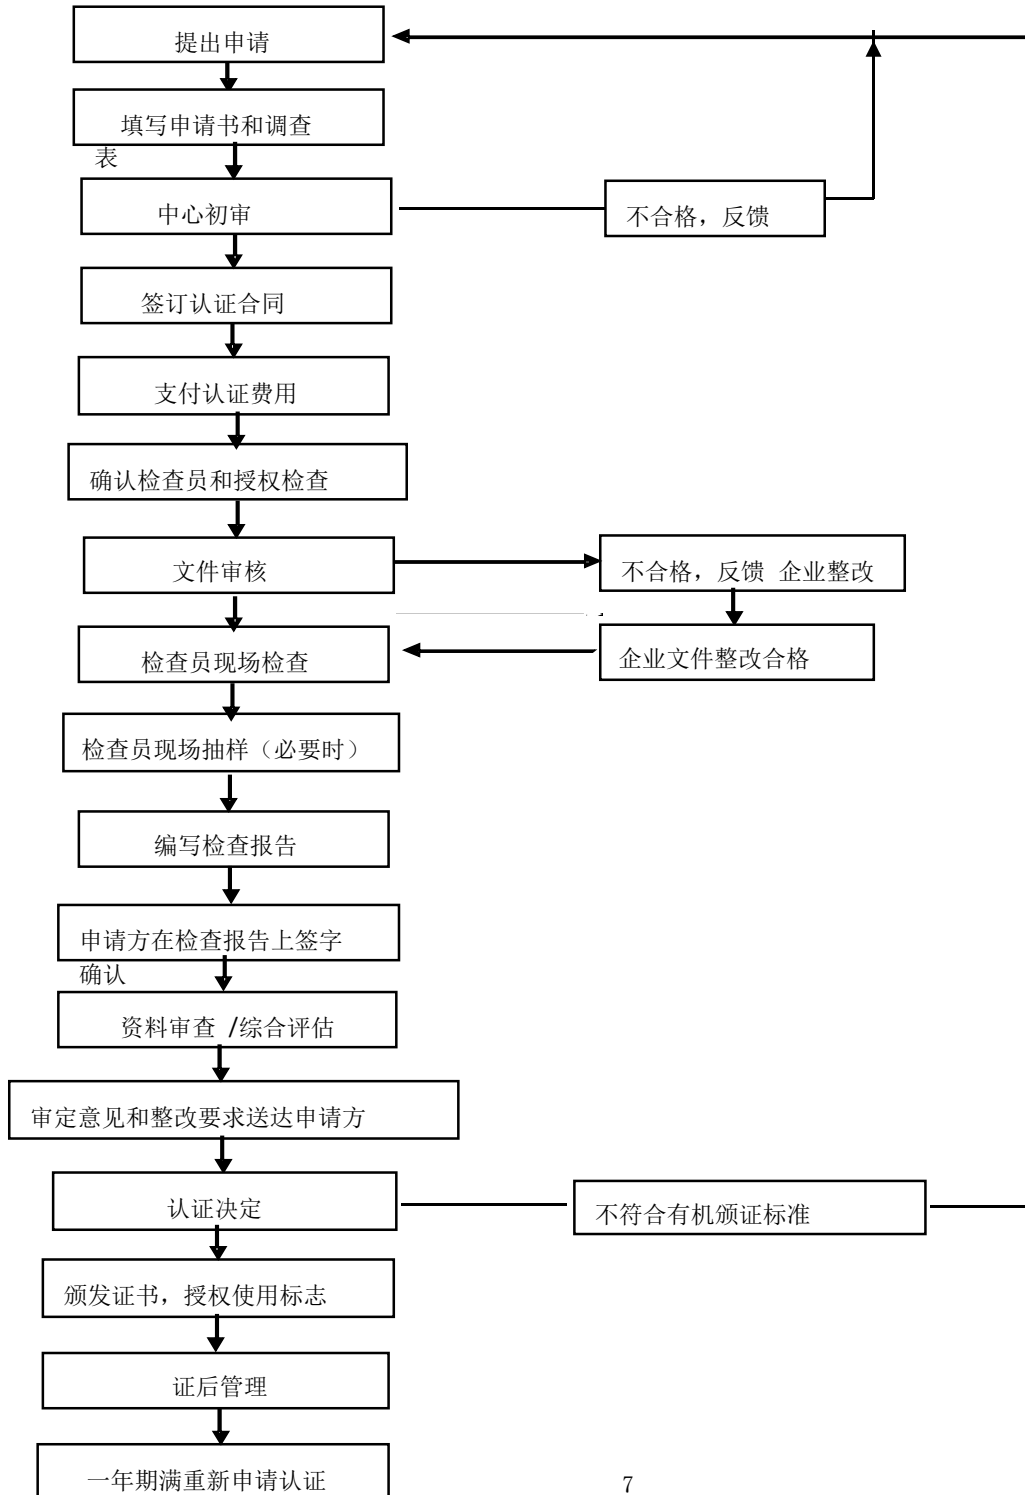 提出申请
填写申请书和调查
表
中心初审
不合格，反馈
签订认证合同
支付认证费用
确认检查员和授权检查
文件审核
不合格，反馈 企业整改
检查员现场检查
企业文件整改合格
检查员现场抽样（必要时）
编写检查报告
申请方在检查报告上签字
确认
资料审查 /综合评估
审定意见和整改要求送达申请方
认证决定
不符合有机颁证标准
颁发证书，授权使用标志
证后管理
一年期满重新申请认证
7